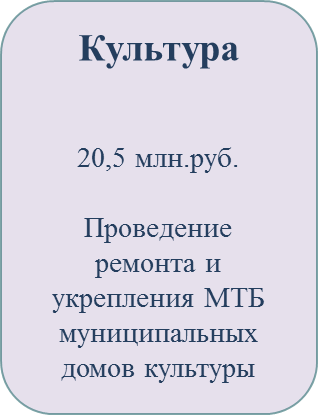 Культура
20,5 млн.руб.
Проведение
ремонта и
укрепления МТБ
муниципальных
домов культуры